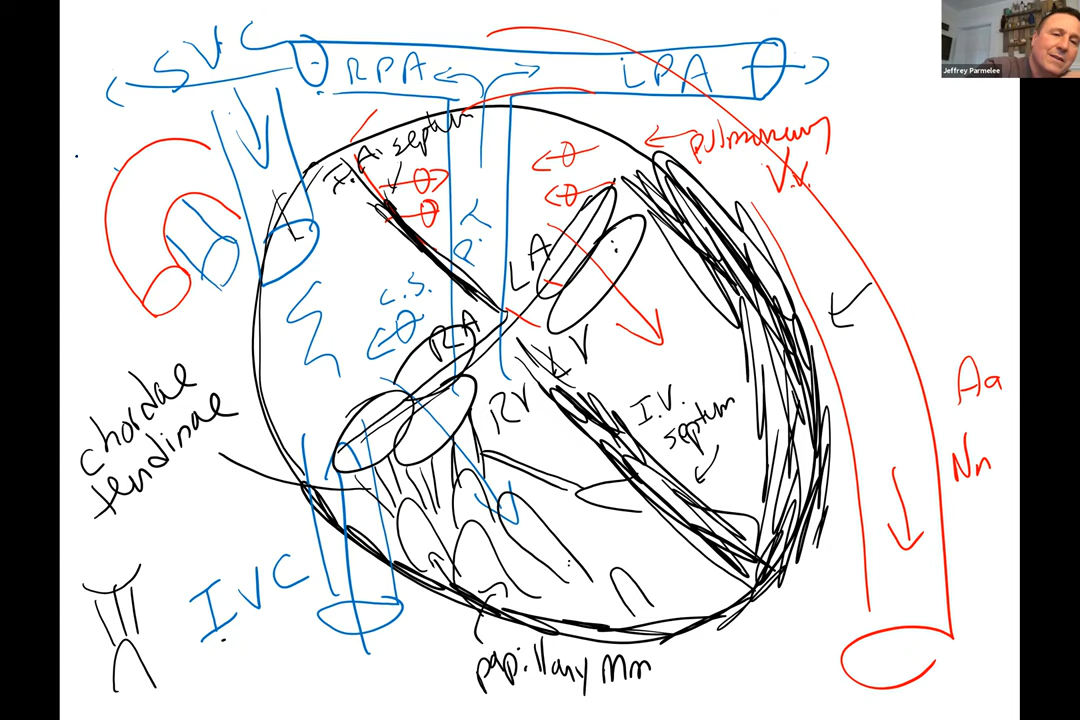 SVC
RPA
LPA
Jeffrey Parmelee
I.A. septum
pulmonary
V.V.
P.T.
LA
C.S.
RA
LV
RV
I.V.
septum
Aa
Nn
chordae
tendinae
IVC
papillary Mm